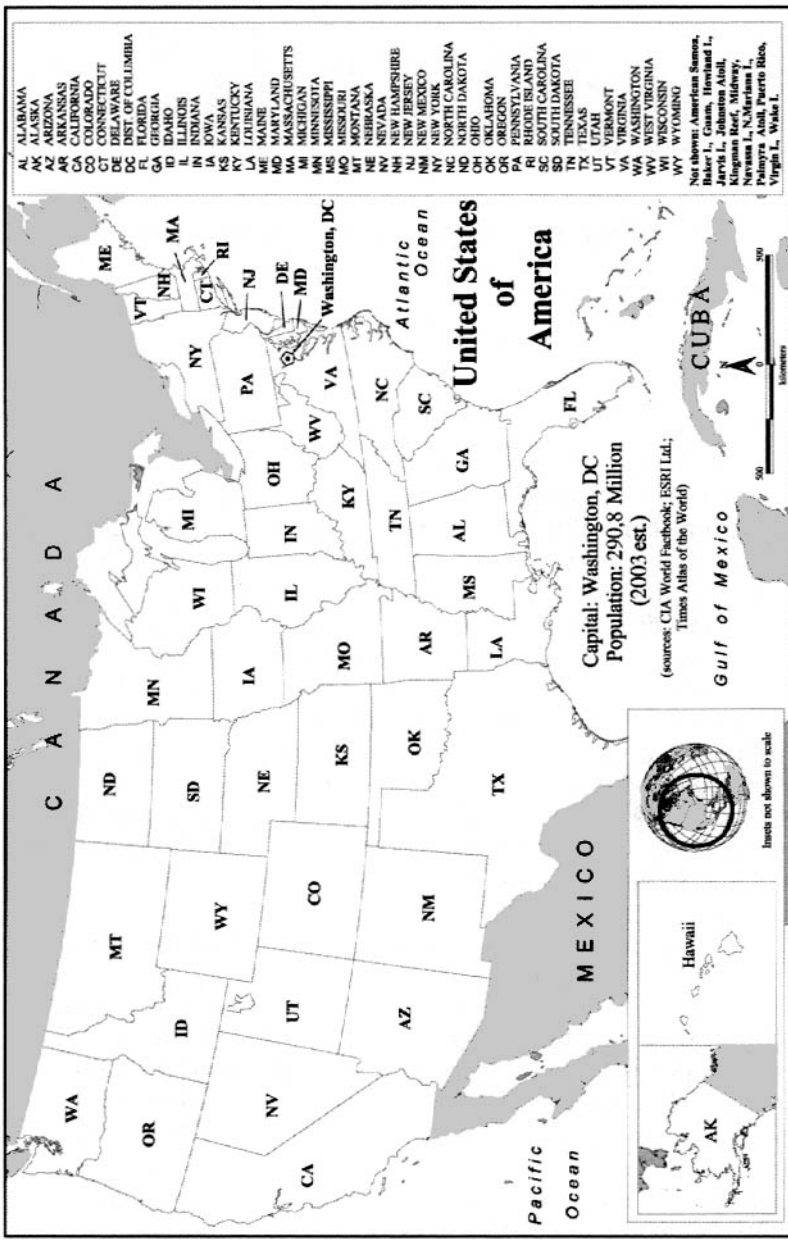 CANADA
WA
MT
ND
MN
ME
VT
NH
MA
CT
RI
NY
NJ
PA
DE
MD
Washington, DC
OR
ID
WY
SD
WI
MI
NV
UT
CO
NE
IA
IL
IN
OH
WV
VA
CA
AZ
NM
KS
MO
KY
TN
NC
OK
AR
SC
TX
LA
MS
AL
GA
FL
Atlantic
Ocean
United States
of
America
Pacific
Ocean
MEXICO
Gulf of Mexico
CUBA
Capital: Washington, DC
Population: 290,8 Million
(2003 est.)
(sources: CIA World Factbook; ESRI Ltd.;
Times Atlas of the World)
AK
Hawaii
Insets not shown to scale
N
500 0 500
kilometers
AL ALABAMA
AK ALASKA
AZ ARIZONA
AR ARKANSAS
CA CALIFORNIA
CO COLORADO
CT CONNECTICUT
DE DELAWARE
DC DIST. OF COLUMBIA
FL FLORIDA
GA GEORGIA
ID IDAHO
IL ILLINOIS
IN INDIANA
IA IOWA
KS KANSAS
KY KENTUCKY
LA LOUISIANA
ME MAINE
MD MARYLAND
MA MASSACHUSETTS
MI MICHIGAN
MN MINNESOTA
MS MISSISSIPPI
MO MISSOURI
MT MONTANA
NE NEBRASKA
NV NEVADA
NH NEW HAMPSHIRE
NJ NEW JERSEY
NM NEW MEXICO
NY NEW YORK
NC NORTH CAROLINA
ND NORTH DAKOTA
OH OHIO
OK OKLAHOMA
OR OREGON
PA PENNSYLVANIA
RI RHODE ISLAND
SC SOUTH CAROLINA
SD SOUTH DAKOTA
TN TENNESSEE
TX TEXAS
UT UTAH
VT VERMONT
VA VIRGINIA
WA WASHINGTON
WV WEST VIRGINIA
WI WISCONSIN
WY WYOMING
Not shown: American Samoa,
Baker I., Guam, Howland I.,
Jarvis I., Johnston Atoll,
Kingman Reef, Midway,
Navassa I., N.Mariana I.,
Palmyra Atoll, Puerto Rico,
Virgin I., Wake I.